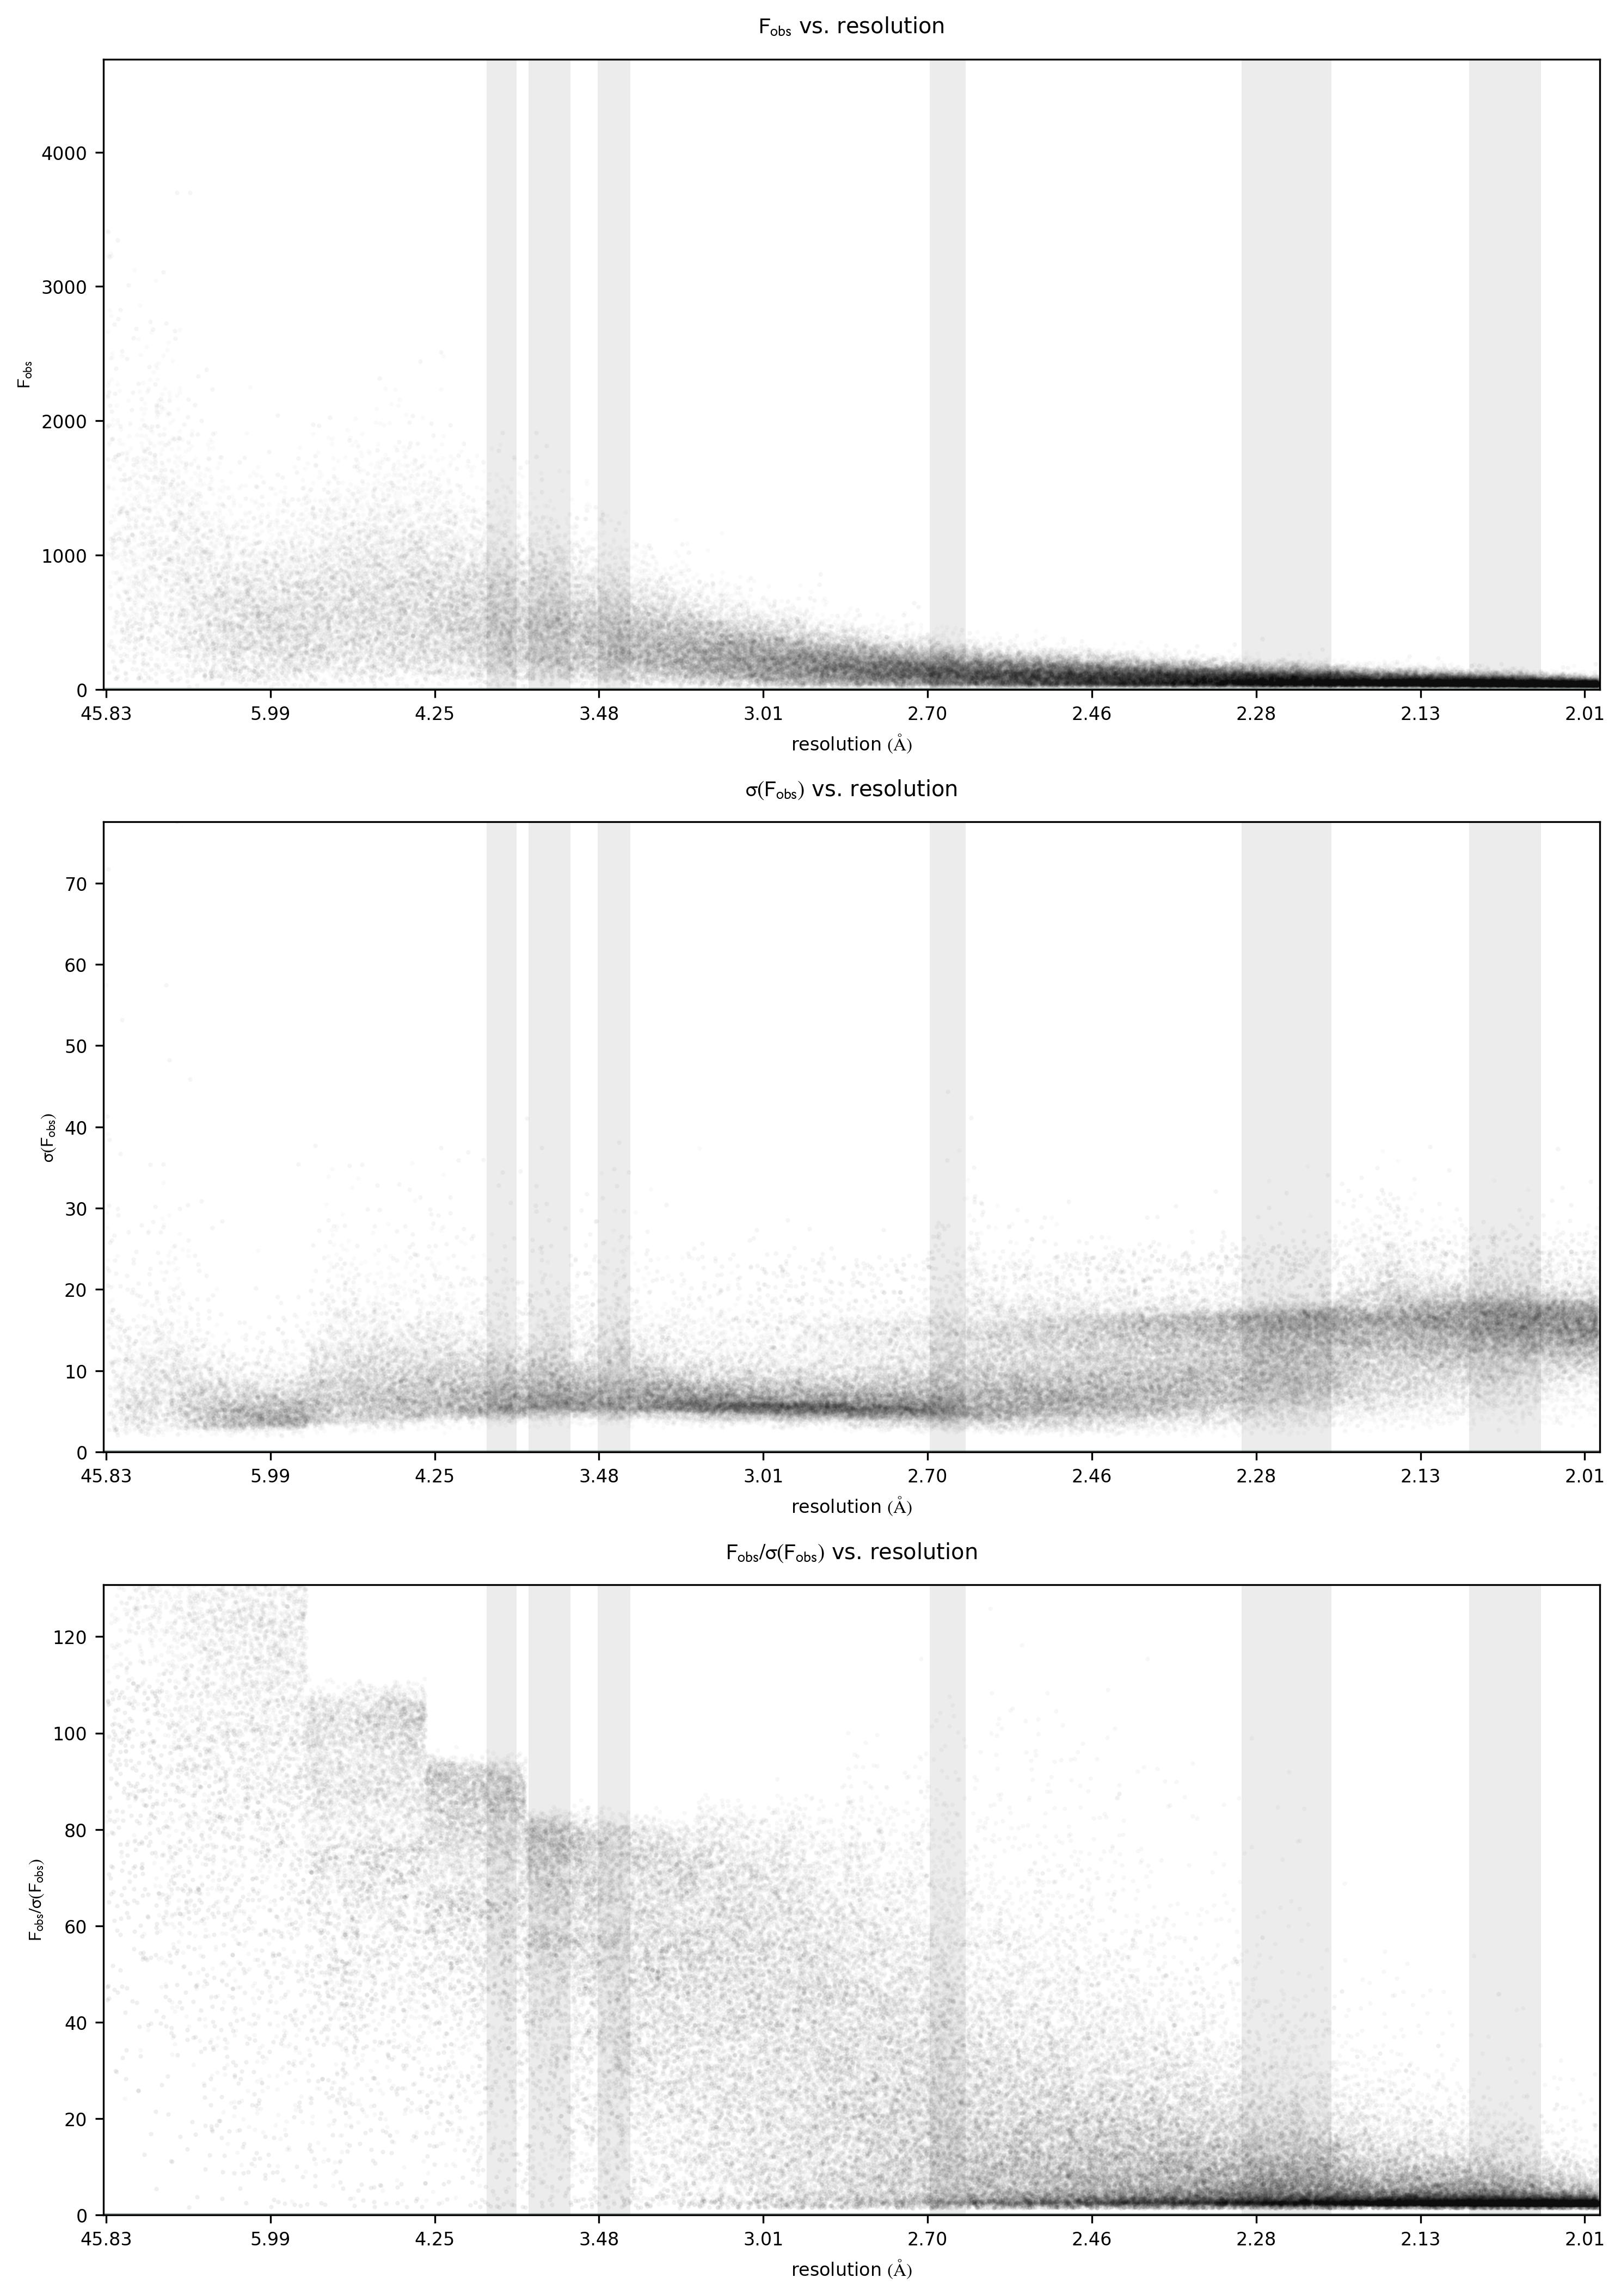 Fobs vs. resolution
4000
3000
2000
1000
0
Fobs
45.83 5.99 4.25 3.48 3.01 2.70 2.46 2.28 2.13 2.01
resolution (Å)
σ(Fobs) vs. resolution
70
60
50
40
30
20
10
0
σ(Fobs)
45.83 5.99 4.25 3.48 3.01 2.70 2.46 2.28 2.13 2.01
resolution (Å)
Fobs/σ(Fobs) vs. resolution
120
100
80
60
40
20
0
Fobs/σ(Fobs)
45.83 5.99 4.25 3.48 3.01 2.70 2.46 2.28 2.13 2.01
resolution (Å)